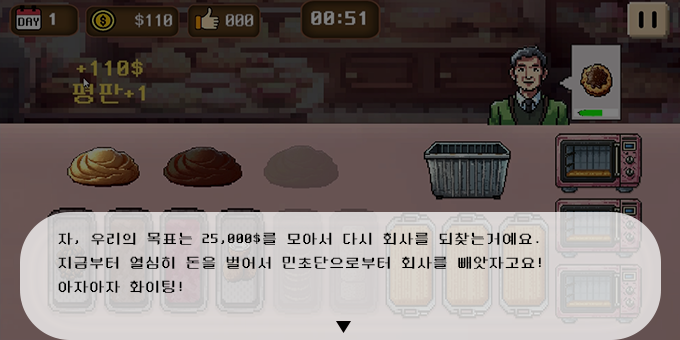 DAY 1 $110 000 00:51
+110$
평판+1
자, 우리의 목표는 25,000$를 모아서 다시 회사를 되찾는거예요.
지금부터 열심히 돈을 벌어서 민초단으로부터 회사를 빼앗자고요!
아자아자 화이팅!